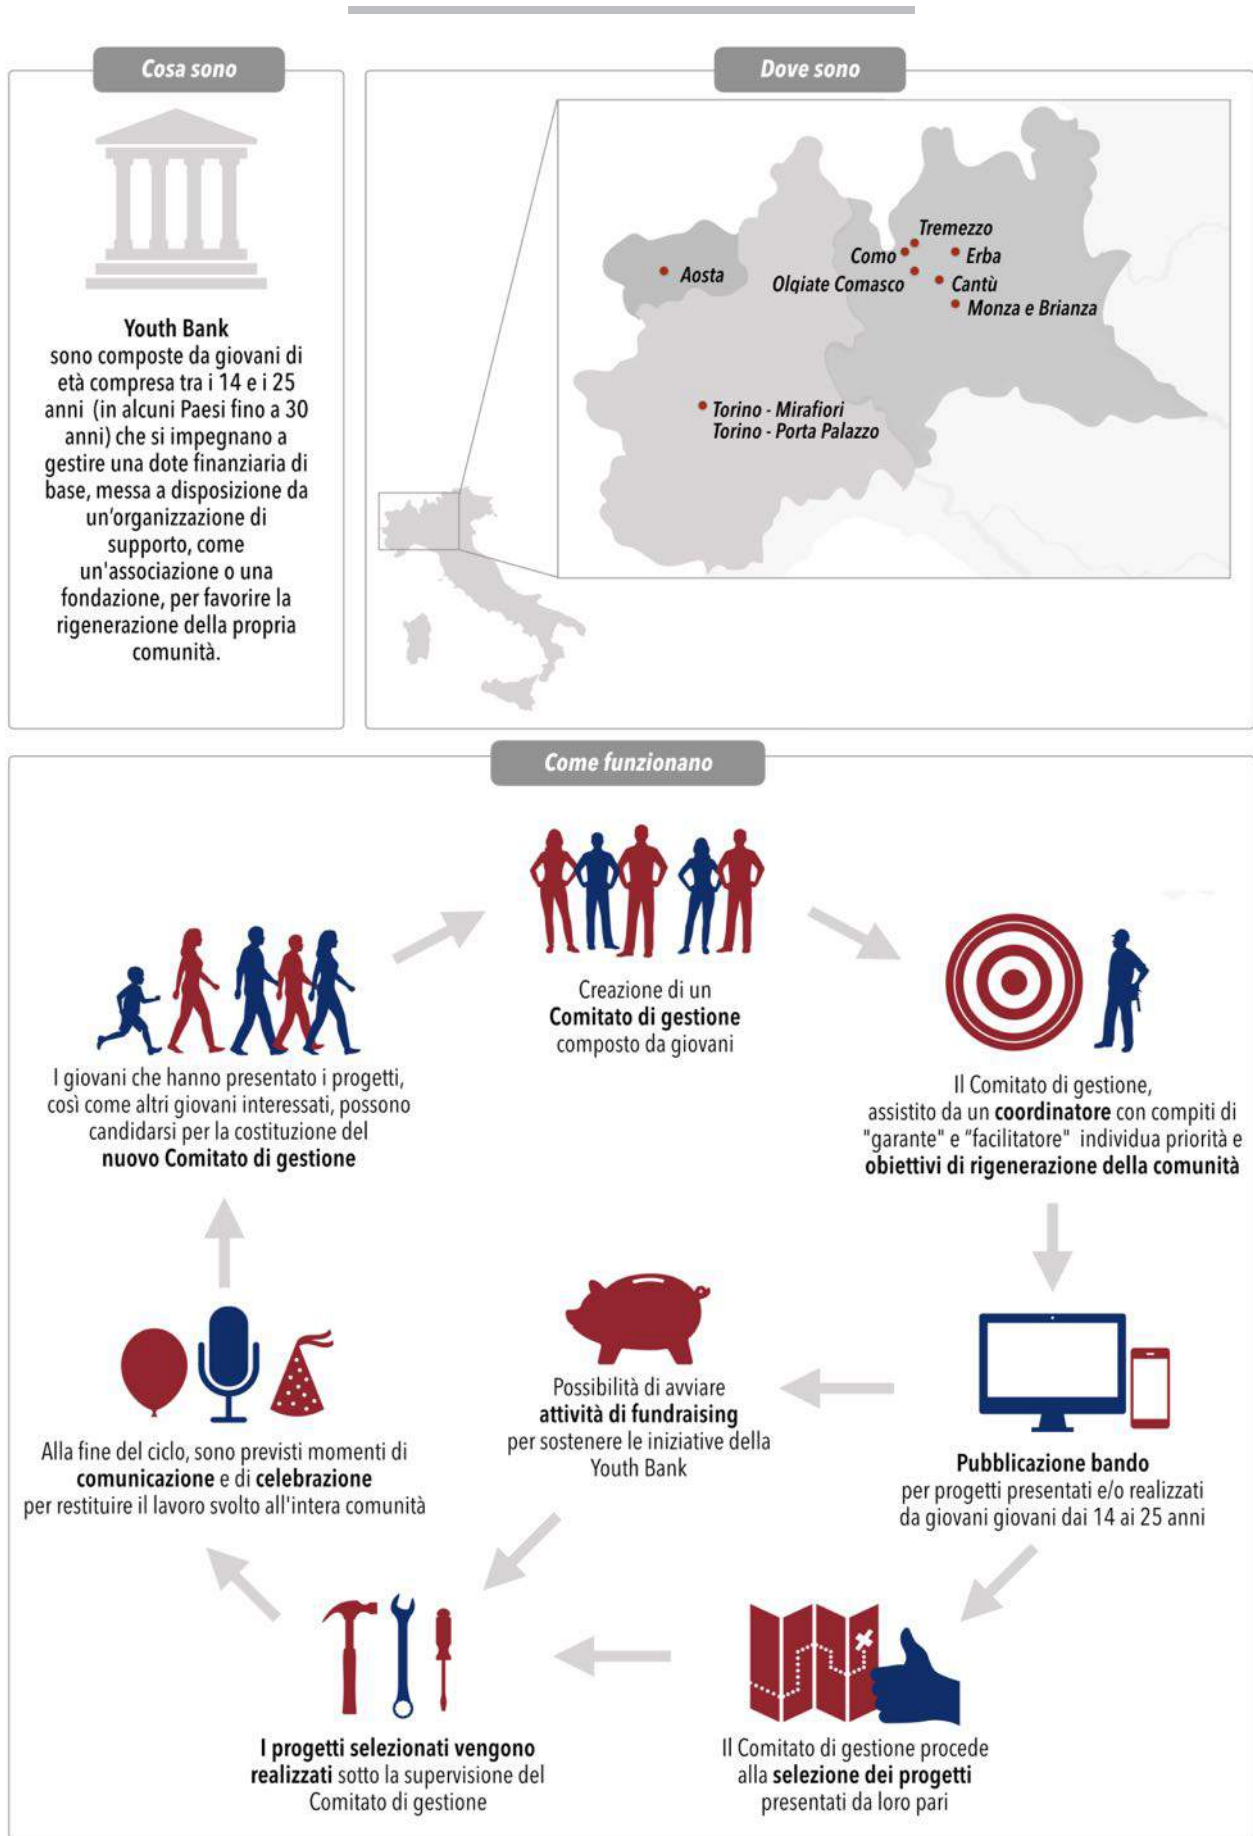 Cosa sono
Youth Bank
sono composte da giovani di
età compresa tra i 14 e i 25
anni (in alcuni Paesi fino a 30
anni) che si impegnano a
gestire una dote finanziaria di
base, messa a disposizione da
un'organizzazione di
supporto, come
un'associazione o una
fondazione, per favorire la
rigenerazione della propria
comunità.
Dove sono
Tremezzo
Como
Erba
Aosta
Olgiate Comasco
Cantù
Monza e Brianza
Torino - Mirafiori
Torino - Porta Palazzo
Come funzionano
Creazione di un
Comitato di gestione
composto da giovani
Il Comitato di gestione,
assistito da un coordinatore con compiti di
"garante" e "facilitatore" individua priorità e
obiettivi di rigenerazione della comunità
Pubblicazione bando
per progetti presentati e/o realizzati
da giovani giovani dai 14 ai 25 anni
Possibilità di avviare
attività di fundraising
per sostenere le iniziative della
Youth Bank
Il Comitato di gestione procede
alla selezione dei progetti
presentati da loro pari
I progetti selezionati vengono
realizzati sotto la supervisione del
Comitato di gestione
Alla fine del ciclo, sono previsti momenti di
comunicazione e di celebrazione
per restituire il lavoro svolto all'intera comunità
I giovani che hanno presentato i progetti,
così come altri giovani interessati, possono
candidarsi per la costituzione del
nuovo Comitato di gestione